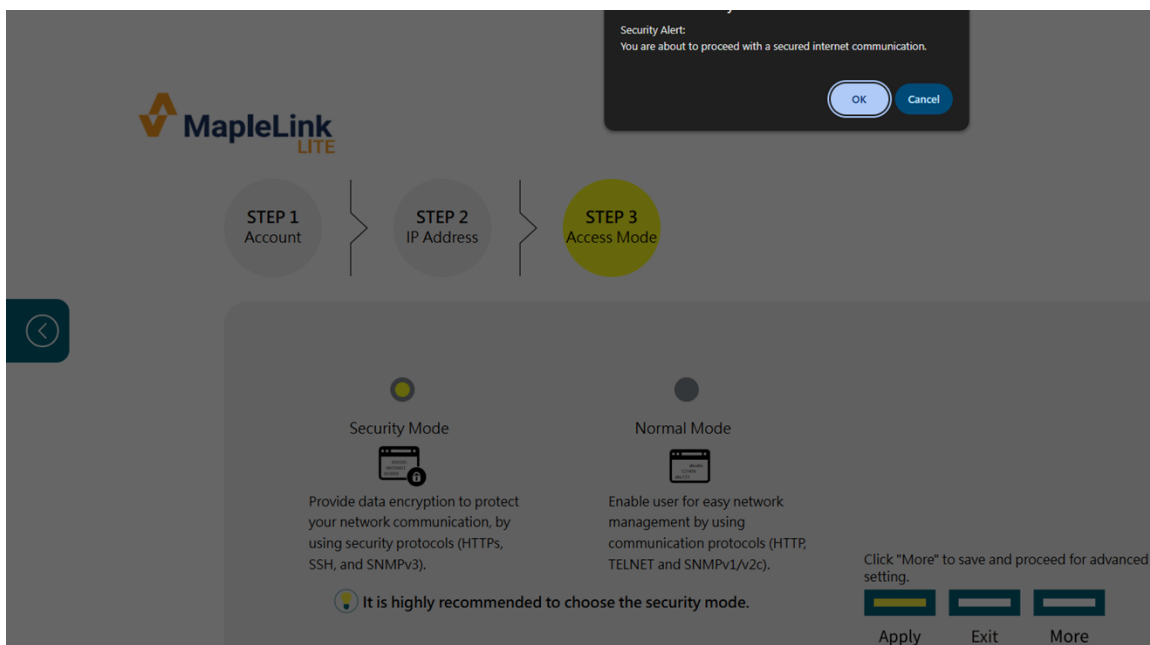 Security Alert:
You are about to proceed with a secured internet communication.
OK
Cancel
MapleLink
LITE
STEP 1
Account
STEP 2
IP Address
STEP 3
Access Mode
Security Mode
Provide data encryption to protect
your network communication, by
using security protocols (HTTPs,
SSH, and SNMPv3).
Normal Mode
Enable user for easy network
management by using
communication protocols (HTTP,
TELNET and SNMPv1/v2c).
It is highly recommended to choose the security mode.
Click "More" to save and proceed for advanced
setting.
Apply
Exit
More